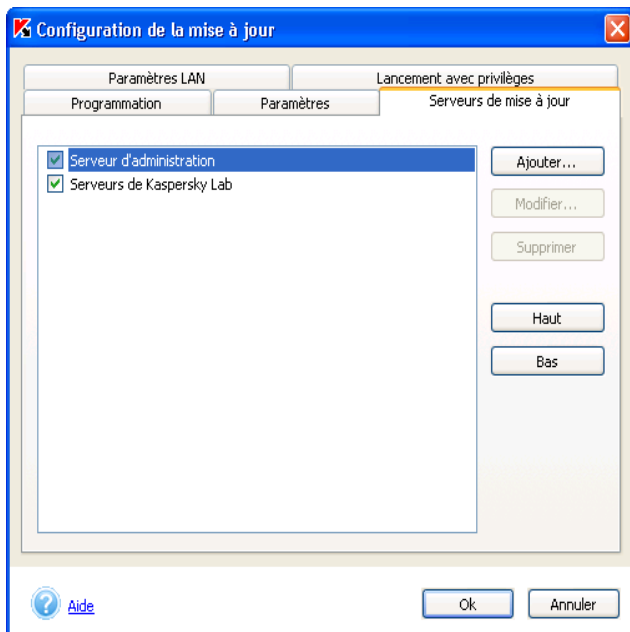 Configuration de la mise à jour
Paramètres LAN
Lancement avec privilèges
Programmation
Paramètres
Serveurs de mise à jour
Serveur d'administration
Serveurs de Kaspersky Lab
Ajouter...
Modifier...
Supprimer
Haut
Bas
Aide
Ok
Annuler